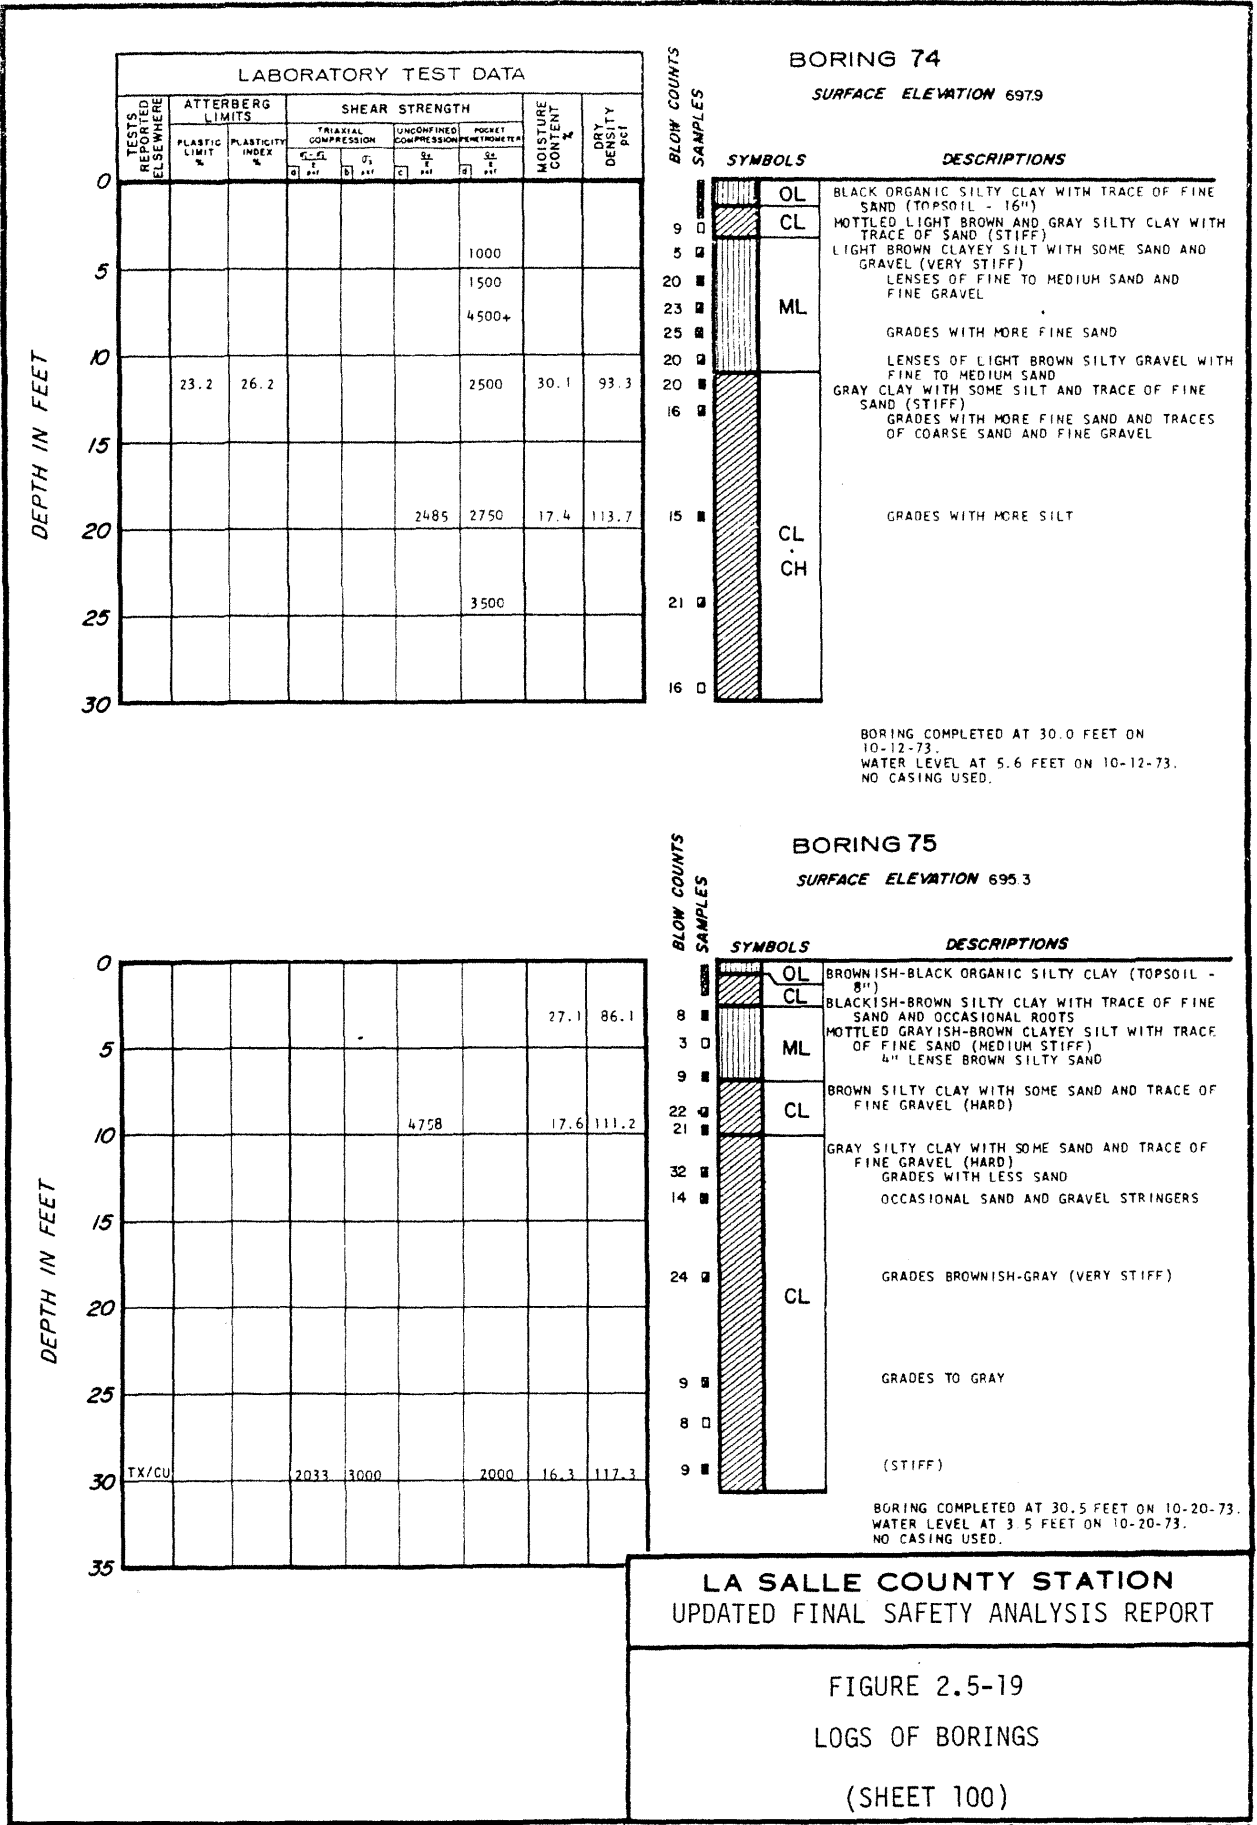 LABORATORY TEST DATA
TESTS REPORTED ELSEWHERE
ATTERBERG LIMITS
SHEAR STRENGTH
MOISTURE CONTENT %
DRY DENSITY pcf
PLASTIC LIMIT %
PLASTICITY INDEX %
TRIAXIAL COMPRESSION
UNCONFINED COMPRESSION
POCKET PENETROMETER
a psf
b psf
c psf
d psf
BLOW COUNTS
SAMPLES
BORING 74
SURFACE ELEVATION 697.9
SYMBOLS
DESCRIPTIONS
DEPTH IN FEET
0
5
10
15
20
25
30
1000
1500
4500+
23.2 26.2 2500 30.1 93.3
2485 2750 17.4 113.7
3500
9
5
20
23
25
20
20
16
15
21
16
OL
CL
ML
CL
CH
BLACK ORGANIC SILTY CLAY WITH TRACE OF FINE
SAND (TOPSOIL - 16")
MOTTLED LIGHT BROWN AND GRAY SILTY CLAY WITH
TRACE OF SAND (STIFF)
LIGHT BROWN CLAYEY SILT WITH SOME SAND AND
GRAVEL (VERY STIFF)
LENSES OF FINE TO MEDIUM SAND AND
FINE GRAVEL
GRADES WITH MORE FINE SAND
LENSES OF LIGHT BROWN SILTY GRAVEL WITH
FINE TO MEDIUM SAND
GRAY CLAY WITH SOME SILT AND TRACE OF FINE
SAND (STIFF)
GRADES WITH MORE FINE SAND AND TRACES
OF COARSE SAND AND FINE GRAVEL
GRADES WITH MORE SILT
BORING COMPLETED AT 30.0 FEET ON
10-12-73.
WATER LEVEL AT 5.6 FEET ON 10-12-73.
NO CASING USED.
BLOW COUNTS
SAMPLES
BORING 75
SURFACE ELEVATION 695.3
SYMBOLS
DESCRIPTIONS
DEPTH IN FEET
0
5
10
15
20
25
30
35
27.1 86.1
4758 17.6 111.2
TX/CU 2033 3000 2000 16.3 117.3
8
3
9
22
21
32
14
24
9
8
9
OL
CL
ML
CL
CL
BROWNISH-BLACK ORGANIC SILTY CLAY (TOPSOIL -
8")
BLACKISH-BROWN SILTY CLAY WITH TRACE OF FINE
SAND AND OCCASIONAL ROOTS
MOTTLED GRAYISH-BROWN CLAYEY SILT WITH TRACE
OF FINE SAND (MEDIUM STIFF)
4" LENSE BROWN SILTY SAND
BROWN SILTY CLAY WITH SOME SAND AND TRACE OF
FINE GRAVEL (HARD)
GRAY SILTY CLAY WITH SOME SAND AND TRACE OF
FINE GRAVEL (HARD)
GRADES WITH LESS SAND
OCCASIONAL SAND AND GRAVEL STRINGERS
GRADES BROWNISH-GRAY (VERY STIFF)
GRADES TO GRAY
(STIFF)
BORING COMPLETED AT 30.5 FEET ON 10-20-73.
WATER LEVEL AT 3.5 FEET ON 10-20-73.
NO CASING USED.
LA SALLE COUNTY STATION
UPDATED FINAL SAFETY ANALYSIS REPORT
FIGURE 2.5-19
LOGS OF BORINGS
(SHEET 100)